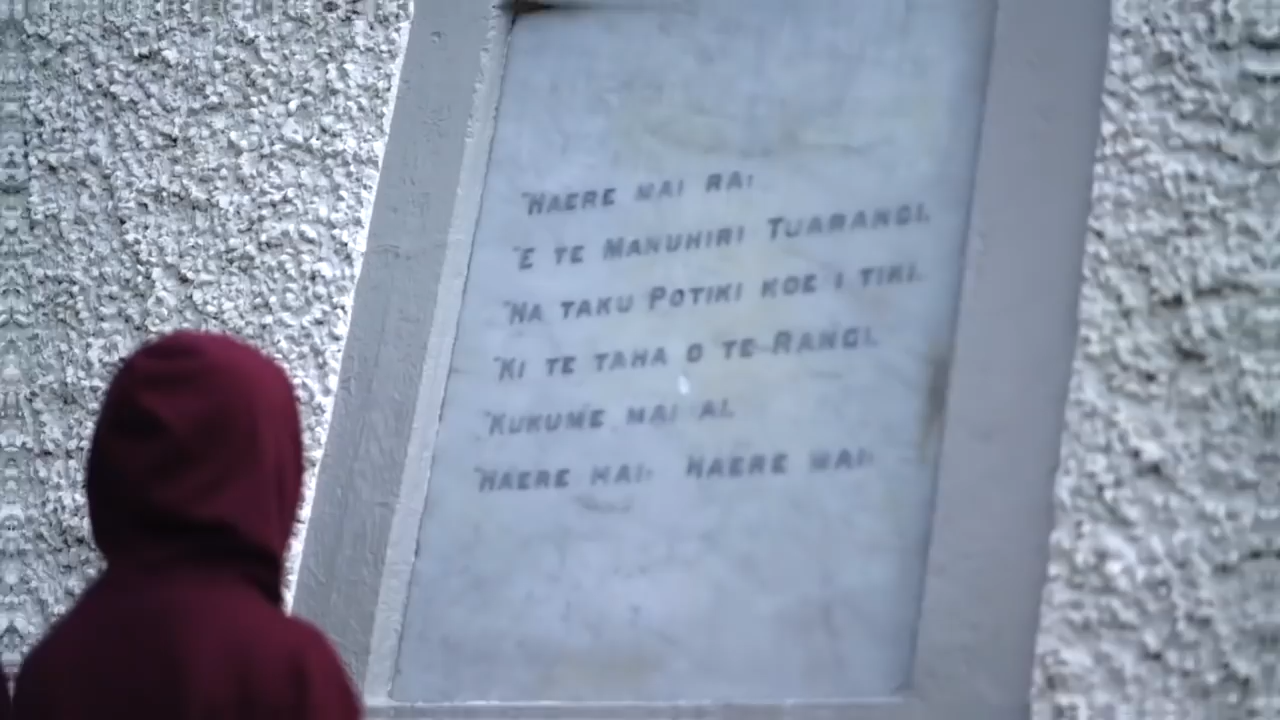 "HAERE MAI RA!
"E TE MANUHIRI TUARANGI,
"NA TAKU POTIKI KOE I TIKI.
"KI TE TAHA O TE RANGI,
"KUKUME MAI AI.
"HAERE MAI! HAERE MAI!